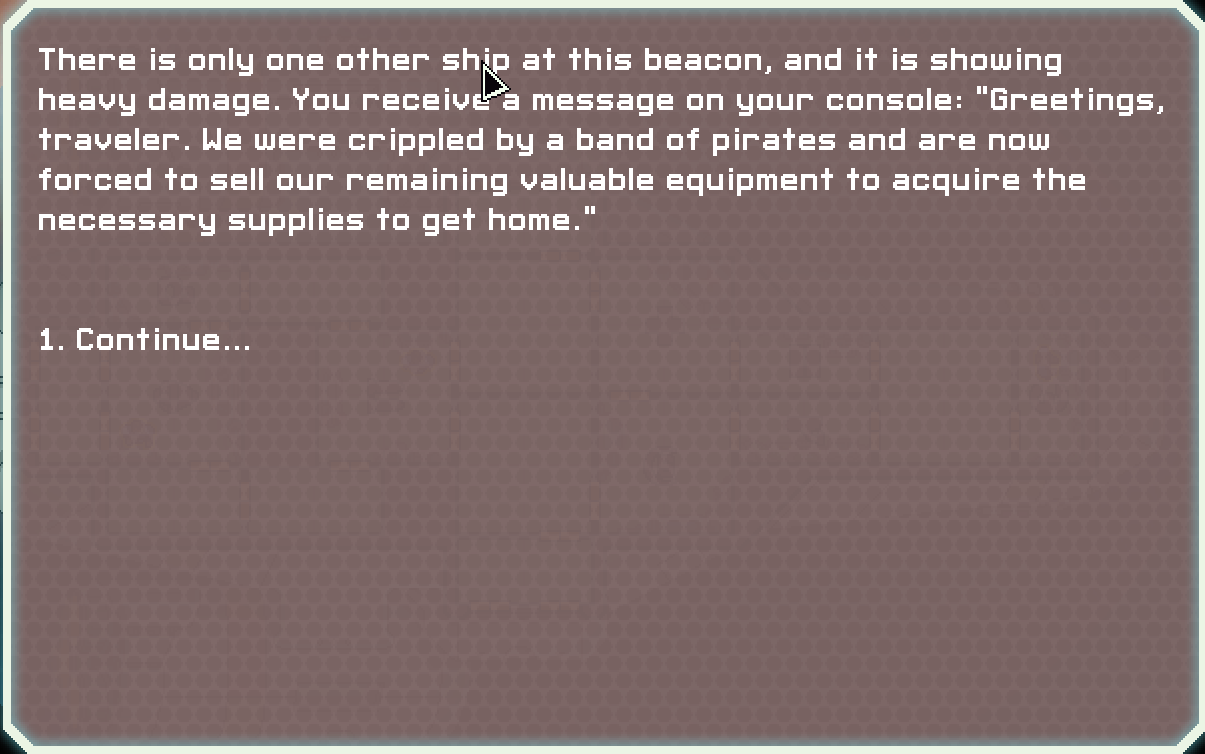 There is only one other ship at this beacon, and it is showing
heavy damage. You receive a message on your console: "Greetings,
traveler. We were crippled by a band of pirates and are now
forced to sell our remaining valuable equipment to acquire the
necessary supplies to get home."
1. Continue...